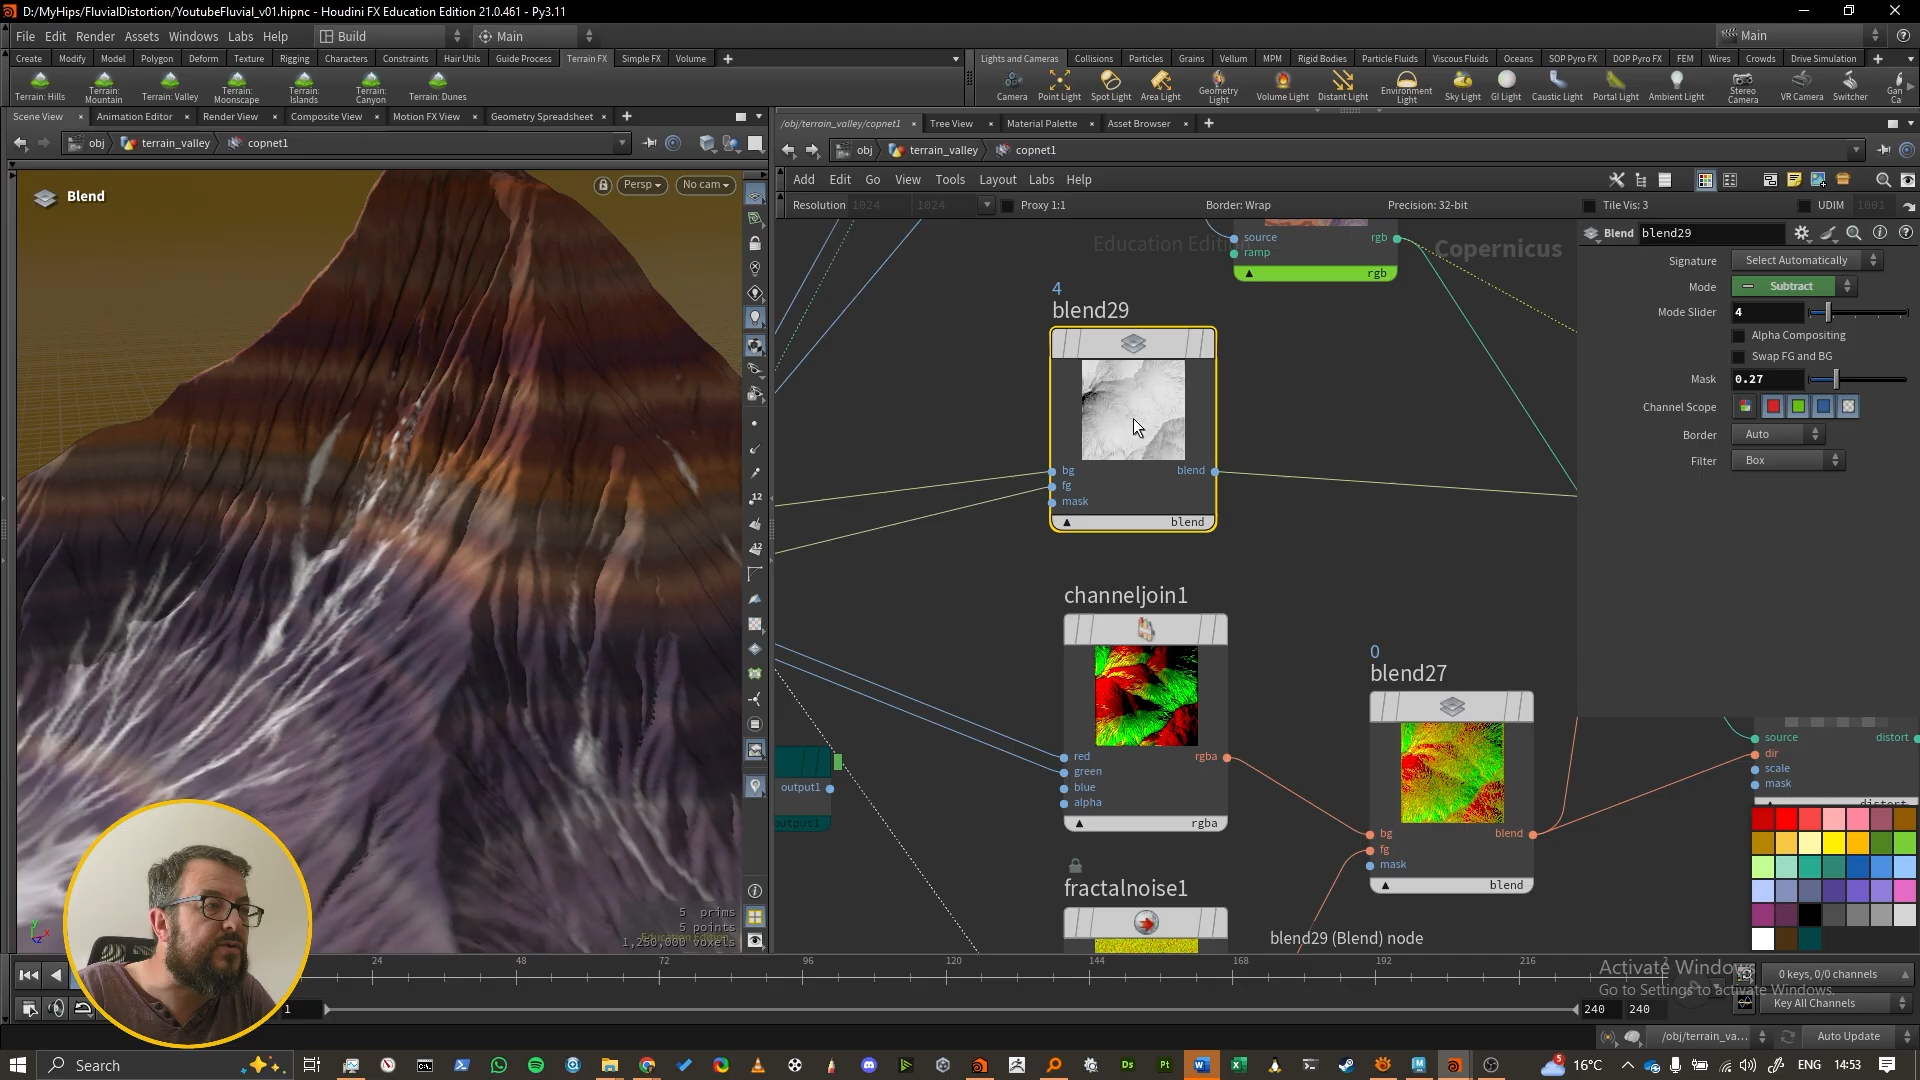 D:/MyHips/FluvialDistortion/YoutubeFluvial_v01.hipnc - Houdini FX Education Edition 21.0.461 - Py3.11
File Edit Render Assets Windows Labs Help Build Main Main
Create Modify Model Polygon Deform Texture Rigging Characters Constraints Hair Utils Guide Process Terrain FX Simple FX Volume
Lights and Cameras Collisions Particles Grains Vellum MPM Rigid Bodies Particle Fluids Viscous Fluids Oceans SOP Pyro FX DOP Pyro FX FEM Wires Crowds Drive Simulation
Terrain: Hills Terrain: Mountain Terrain: Valley Terrain: Moonscape Terrain: Islands Terrain: Canyon Terrain: Dunes
Camera Point Light Spot Light Area Light Geometry Light Volume Light Distant Light Environment Light Sky Light GI Light Caustic Light Portal Light Ambient Light Stereo Camera VR Camera Switcher Gan Ca
Scene View Animation Editor Render View Composite View Motion FX View Geometry Spreadsheet
/obj/terrain_valley/copnet1 Tree View Material Palette Asset Browser
obj terrain_valley copnet1
obj terrain_valley copnet1
Add Edit Go View Tools Layout Labs Help
Resolution 1024 1024 Proxy 1:1 Border: Wrap Precision: 32-bit Tile Vis: 3 UDIM 1001
Blend
Persp No cam
Education Edition
Copernicus
source rgb
ramp
rgb
4
blend29
bg blend
fg
mask
blend
Blend blend29
Signature Select Automatically
Mode Subtract
Mode Slider 4
Alpha Compositing
Swap FG and BG
Mask 0.27
Channel Scope
Border Auto
Filter Box
channeljoin1
red rgba
green
blue
alpha
rgba
0
blend27
bg blend
fg
mask
blend
source distort
dir
scale
mask
distort
output1
output1
fractalnoise1
blend29 (Blend) node
12
12
5 prims
5 points
Education Edition
1,250,000 voxels
24 48 72 96 120 144 168 192 216
1 240 240
0 keys, 0/0 channels
Key All Channels
Activate Windows
Go to Settings to activate Windows.
/obj/terrain_va... Auto Update
Search
5 16°C ENG 14:53